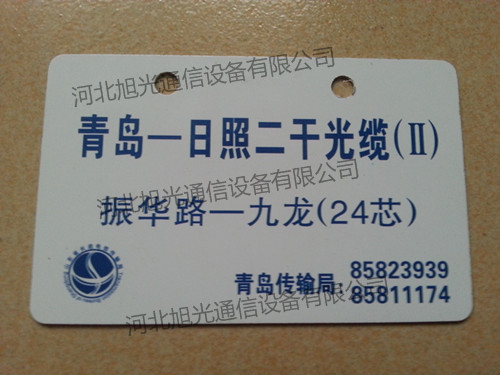 河北旭光通信设备有限公司
青岛—日照二干光缆(II)
河北旭光通信设备有限公司
振华路—九龙(24芯)
青岛传输局: 85823939
85811174
河北旭光通信设备有限公司